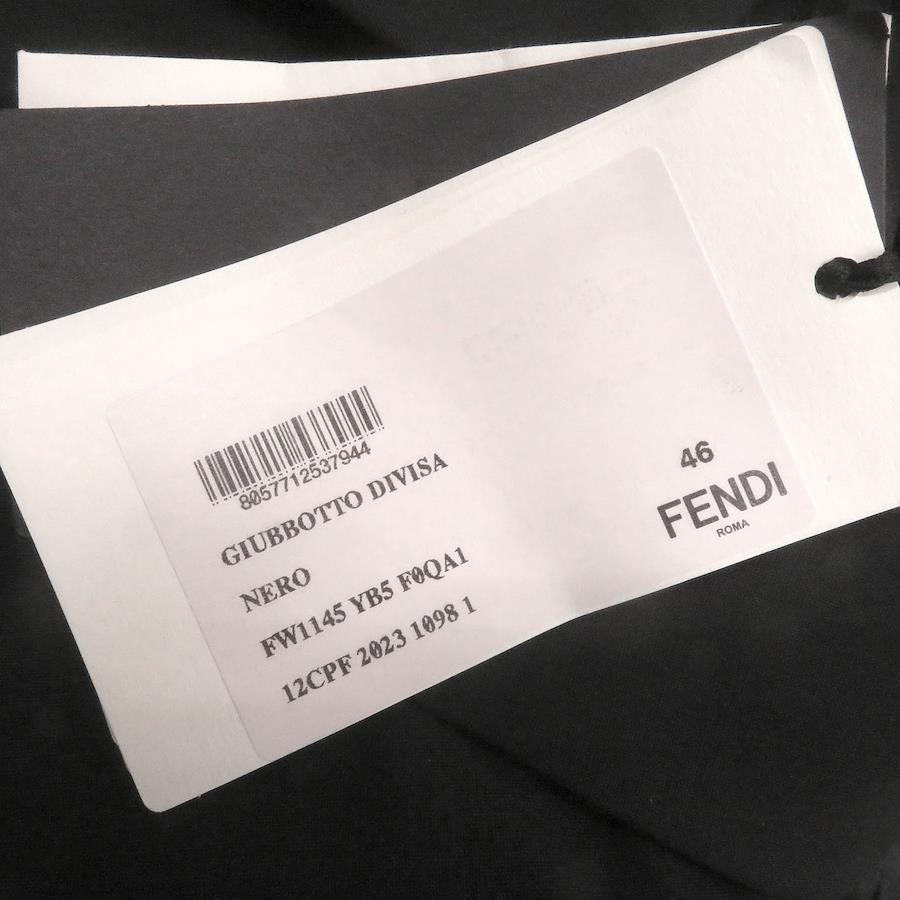 8057712537944
GIUBBOTTO DIVISA
NERO
FW1145 YB5 F0QA1
12CPF 2023 1098 1
46
FENDI
ROMA